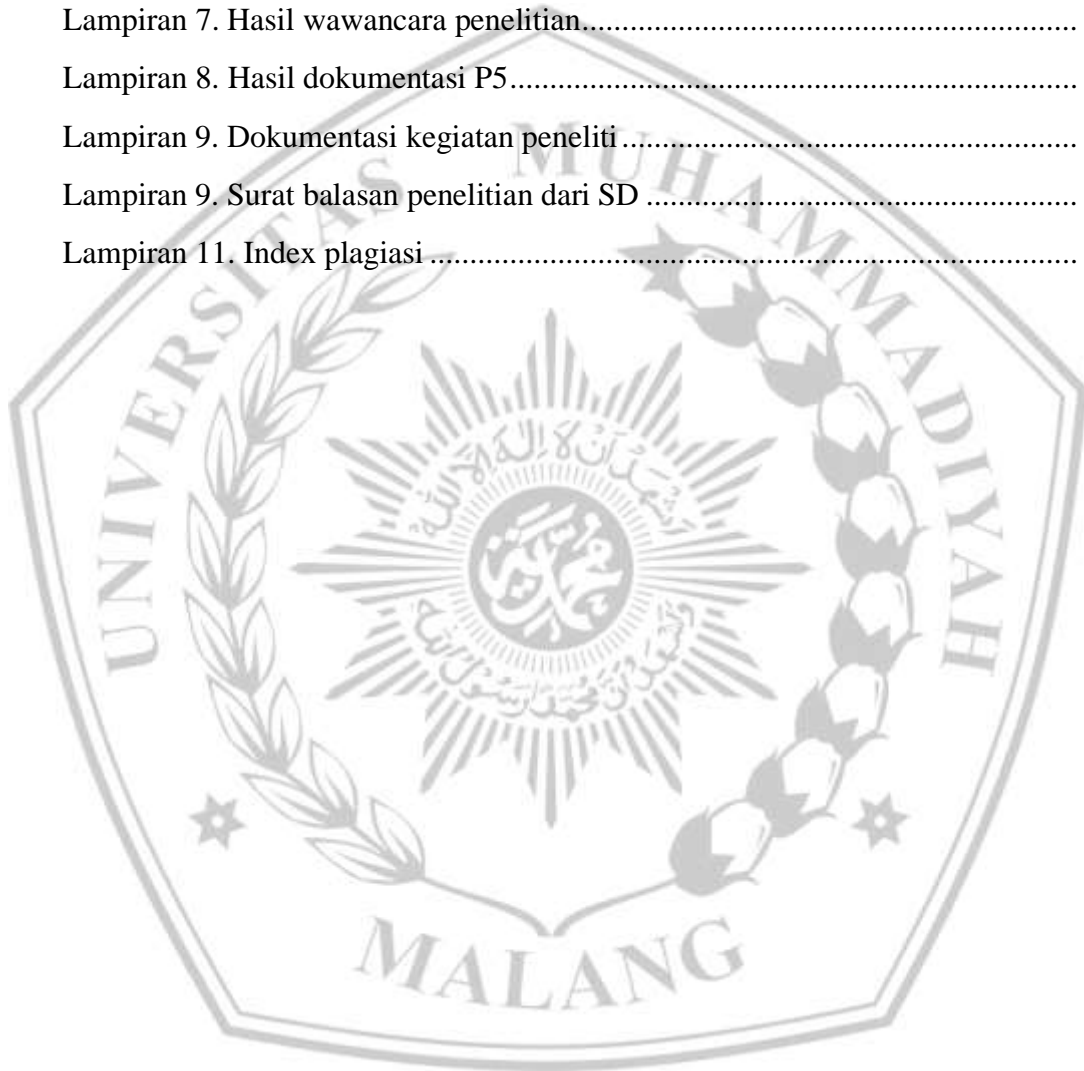 Lampiran 7. Hasil wawancara penelitian..............................................................
Lampiran 8. Hasil dokumentasi P5.......................................................................
Lampiran 9. Dokumentasi kegiatan peneliti.........................................................
Lampiran 9. Surat balasan penelitian dari SD ......................................................
Lampiran 11. Index plagiasi .................................................................................
UNIVERSITAS MUHAMMADIYAH
MALANG